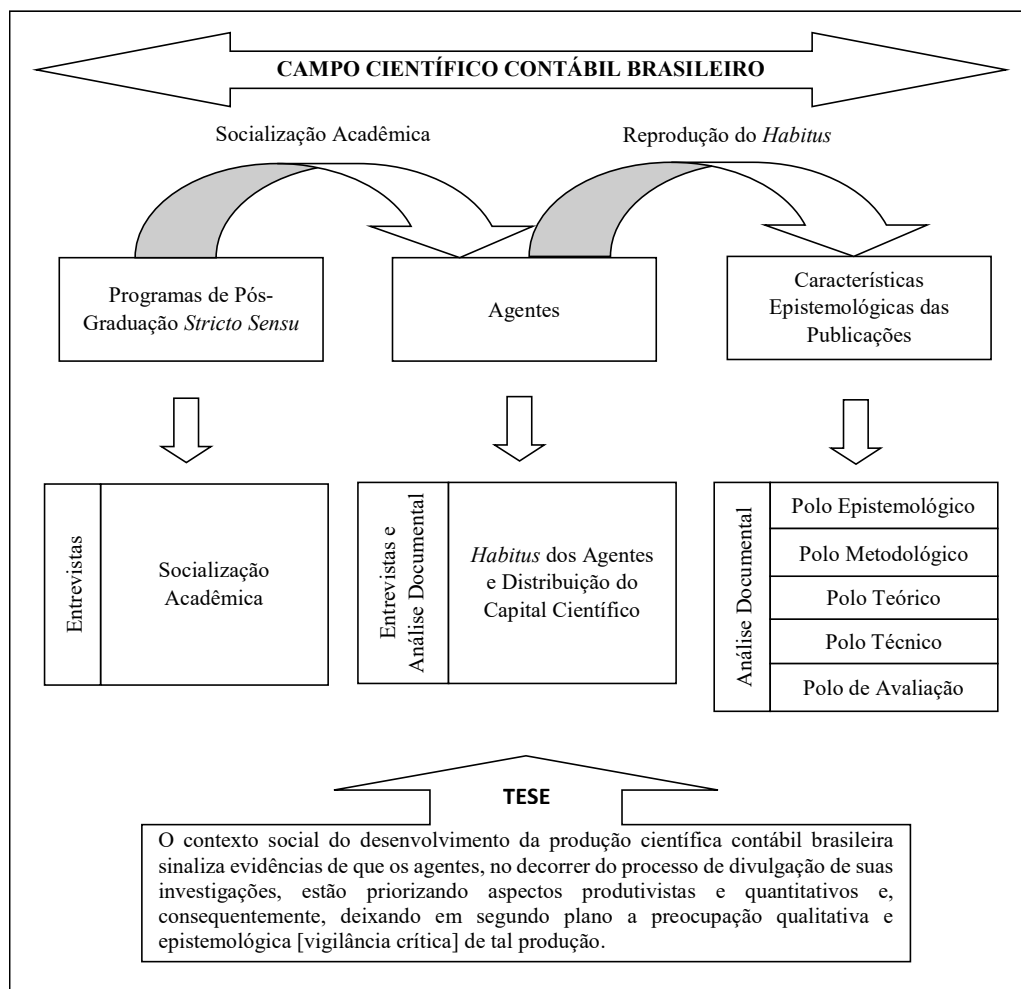 CAMPO CIENTÍFICO CONTÁBIL BRASILEIRO
Socialização Acadêmica
Reprodução do Habitus
Programas de Pós-
Graduação Stricto Sensu
Agentes
Características
Epistemológicas das
Publicações
Entrevistas
Socialização
Acadêmica
Entrevistas e
Análise Documental
Habitus dos Agentes
e Distribuição do
Capital Científico
Análise Documental
Polo Epistemológico
Polo Metodológico
Polo Teórico
Polo Técnico
Polo de Avaliação
TESE
O contexto social do desenvolvimento da produção científica contábil brasileira
sinaliza evidências de que os agentes, no decorrer do processo de divulgação de suas
investigações, estão priorizando aspectos produtivistas e quantitativos e,
consequentemente, deixando em segundo plano a preocupação qualitativa e
epistemológica [vigilância crítica] de tal produção.